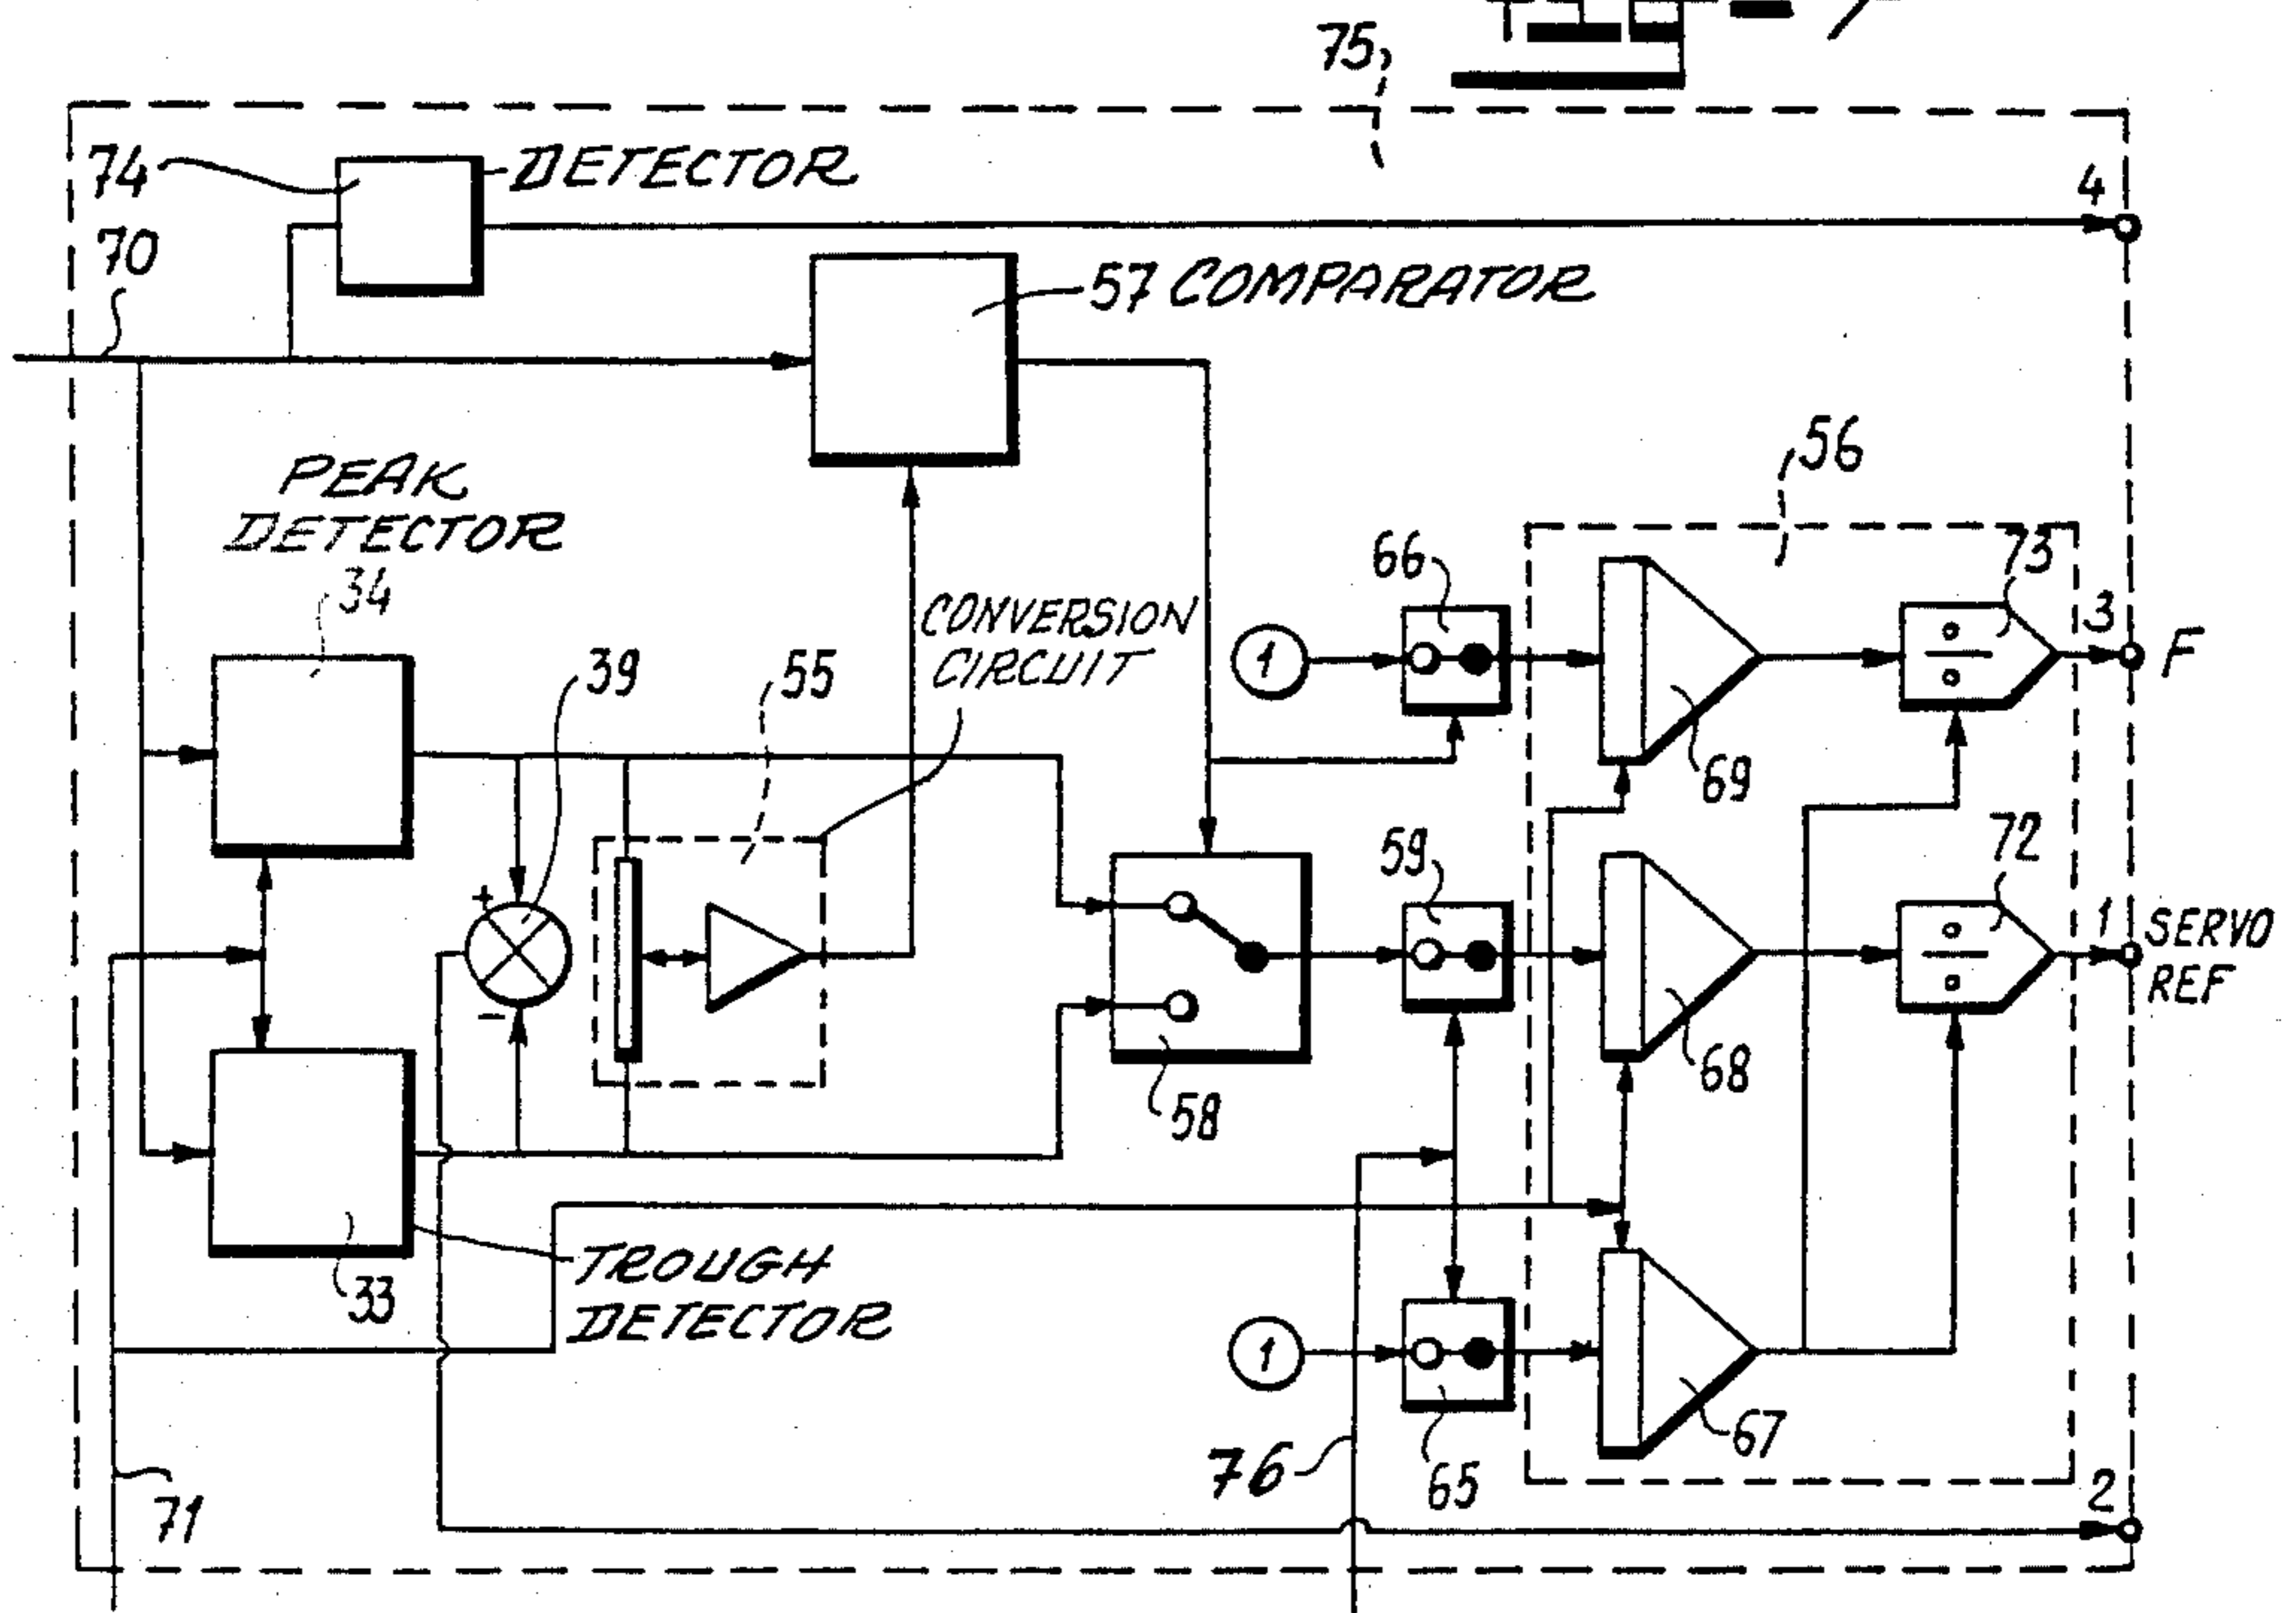 75
74
DETECTOR
4
70
57 COMPARATOR
PEAK
DETECTOR
34
56
66
73
3
F
CONVERSION
CIRCUIT
39
55
1
69
59
72
1
SERVO
REF
+
-
58
68
TROUGH
DETECTOR
33
1
67
76
65
71
2